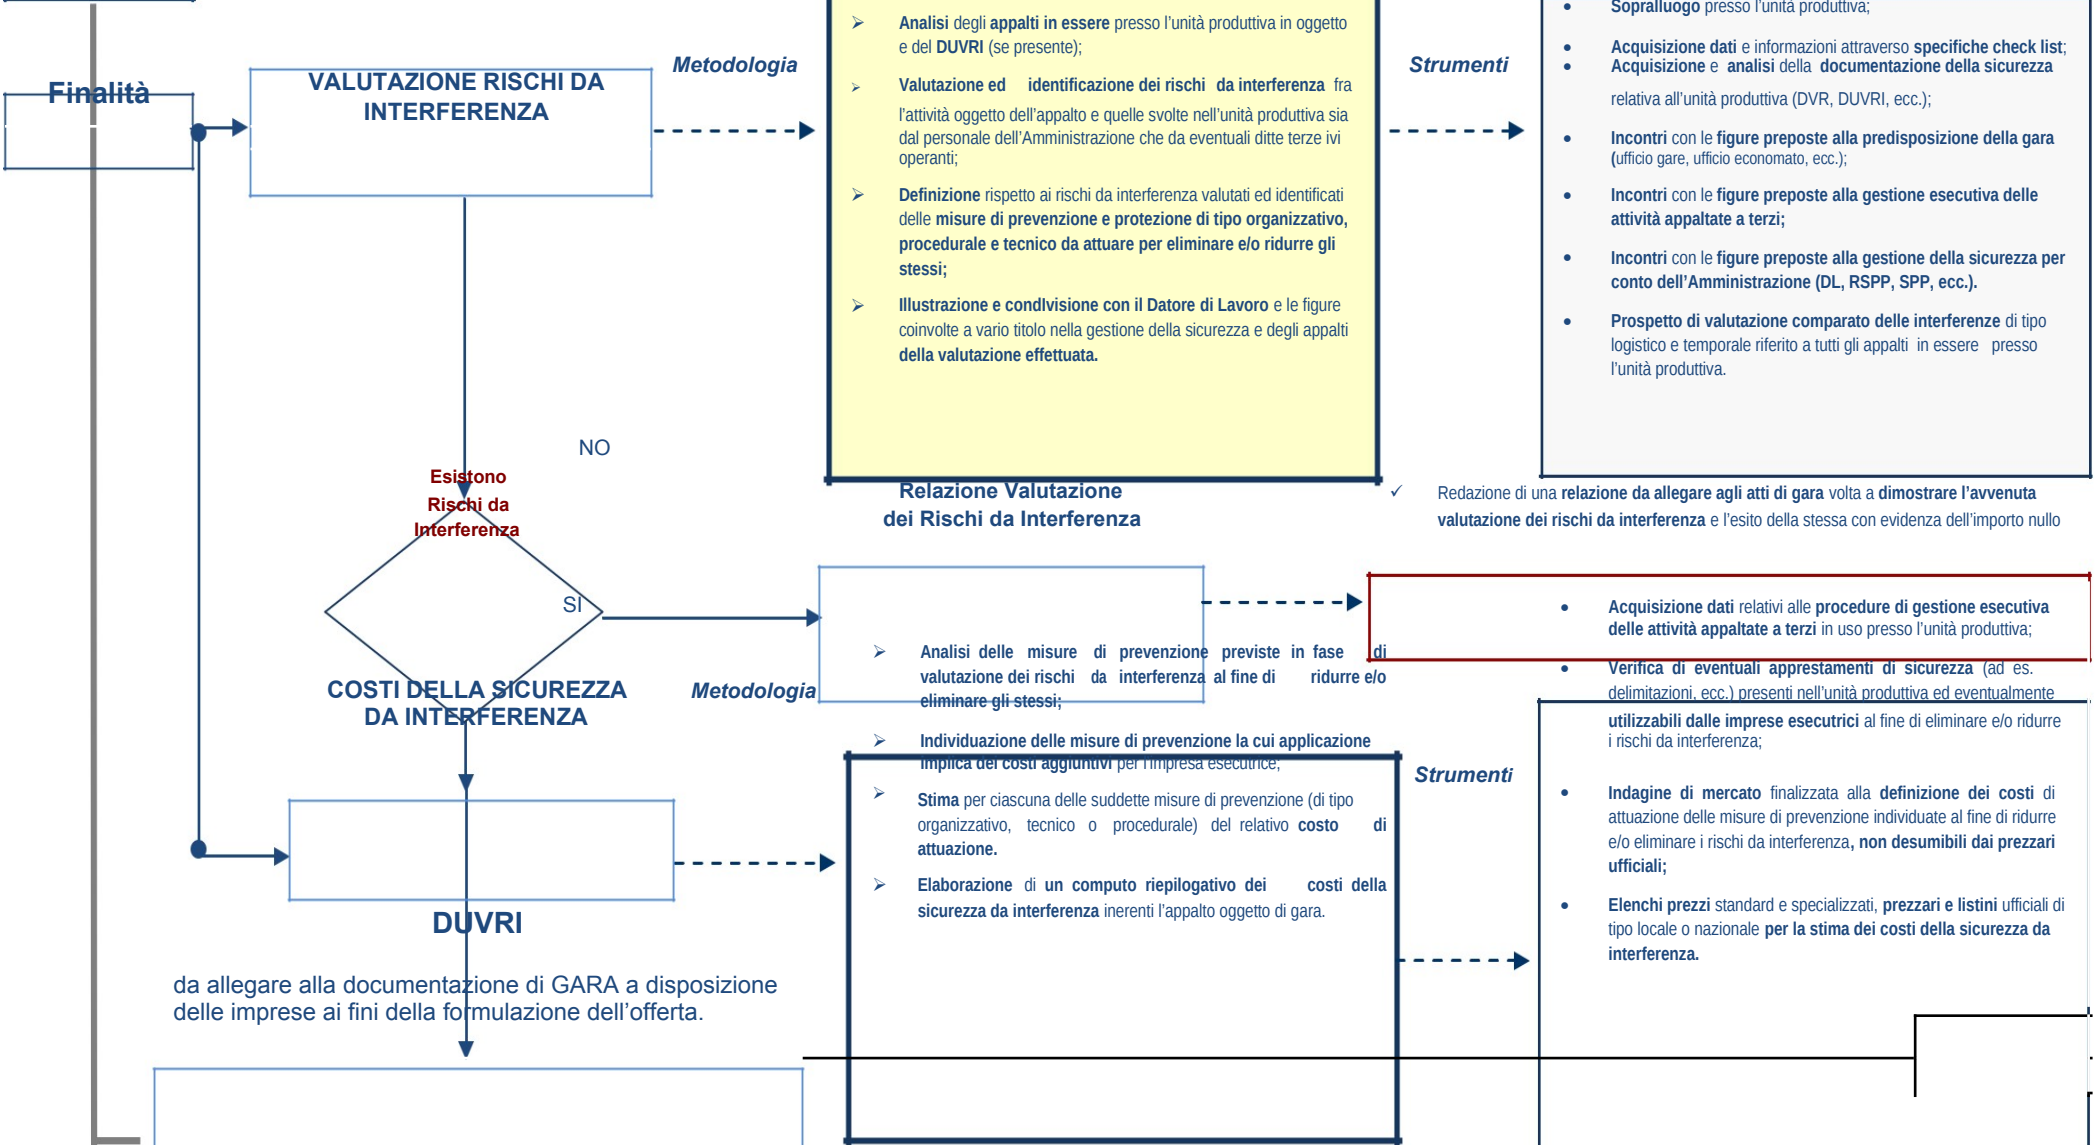 Finalità
VALUTAZIONE RISCHI DA
INTERFERENZA
Metodologia
➢ Analisi degli appalti in essere presso l’unità produttiva in oggetto
e del DUVRI (se presente);
➢ Valutazione ed identificazione dei rischi da interferenza fra
l’attività oggetto dell’appalto e quelle svolte nell’unità produttiva sia
dal personale dell’Amministrazione che da eventuali ditte terze ivi
operanti;
➢ Definizione rispetto ai rischi da interferenza valutati ed identificati
delle misure di prevenzione e protezione di tipo organizzativo,
procedurale e tecnico da attuare per eliminare e/o ridurre gli
stessi;
➢ Illustrazione e condIvisione con il Datore di Lavoro e le figure
coinvolte a vario titolo nella gestione della sicurezza e degli appalti
della valutazione effettuata.
Strumenti
• Sopralluogo presso l’unità produttiva;
• Acquisizione dati e informazioni attraverso specifiche check list;
• Acquisizione e analisi della documentazione della sicurezza
relativa all’unità produttiva (DVR, DUVRI, ecc.);
• Incontri con le figure preposte alla predisposizione della gara
(ufficio gare, ufficio economato, ecc.);
• Incontri con le figure preposte alla gestione esecutiva delle
attività appaltate a terzi;
• Incontri con le figure preposte alla gestione della sicurezza per
conto dell’Amministrazione (DL, RSPP, SPP, ecc.).
• Prospetto di valutazione comparato delle interferenze di tipo
logistico e temporale riferito a tutti gli appalti in essere presso
l’unità produttiva.
NO
Esistono
Rischi da
Interferenza
SI
Relazione Valutazione
dei Rischi da Interferenza
✓ Redazione di una relazione da allegare agli atti di gara volta a dimostrare l’avvenuta
valutazione dei rischi da interferenza e l’esito della stessa con evidenza dell’importo nullo
COSTI DELLA SICUREZZA
DA INTERFERENZA
Metodologia
➢ Analisi delle misure di prevenzione previste in fase di
valutazione dei rischi da interferenza al fine di ridurre e/o
eliminare gli stessi;
➢ Individuazione delle misure di prevenzione la cui applicazione
implica dei costi aggiuntivi per l’impresa esecutrice;
➢ Stima per ciascuna delle suddette misure di prevenzione (di tipo
organizzativo, tecnico o procedurale) del relativo costo di
attuazione.
➢ Elaborazione di un computo riepilogativo dei costi della
sicurezza da interferenza inerenti l’appalto oggetto di gara.
Strumenti
• Acquisizione dati relativi alle procedure di gestione esecutiva
delle attività appaltate a terzi in uso presso l’unità produttiva;
• Verifica di eventuali apprestamenti di sicurezza (ad es.
delimitazioni, ecc.) presenti nell’unità produttiva ed eventualmente
utilizzabili dalle imprese esecutrici al fine di eliminare e/o ridurre
i rischi da interferenza;
• Indagine di mercato finalizzata alla definizione dei costi di
attuazione delle misure di prevenzione individuate al fine di ridurre
e/o eliminare i rischi da interferenza, non desumibili dai prezzari
ufficiali;
• Elenchi prezzi standard e specializzati, prezzari e listini ufficiali di
tipo locale o nazionale per la stima dei costi della sicurezza da
interferenza.
DUVRI
da allegare alla documentazione di GARA a disposizione
delle imprese ai fini della formulazione dell’offerta.